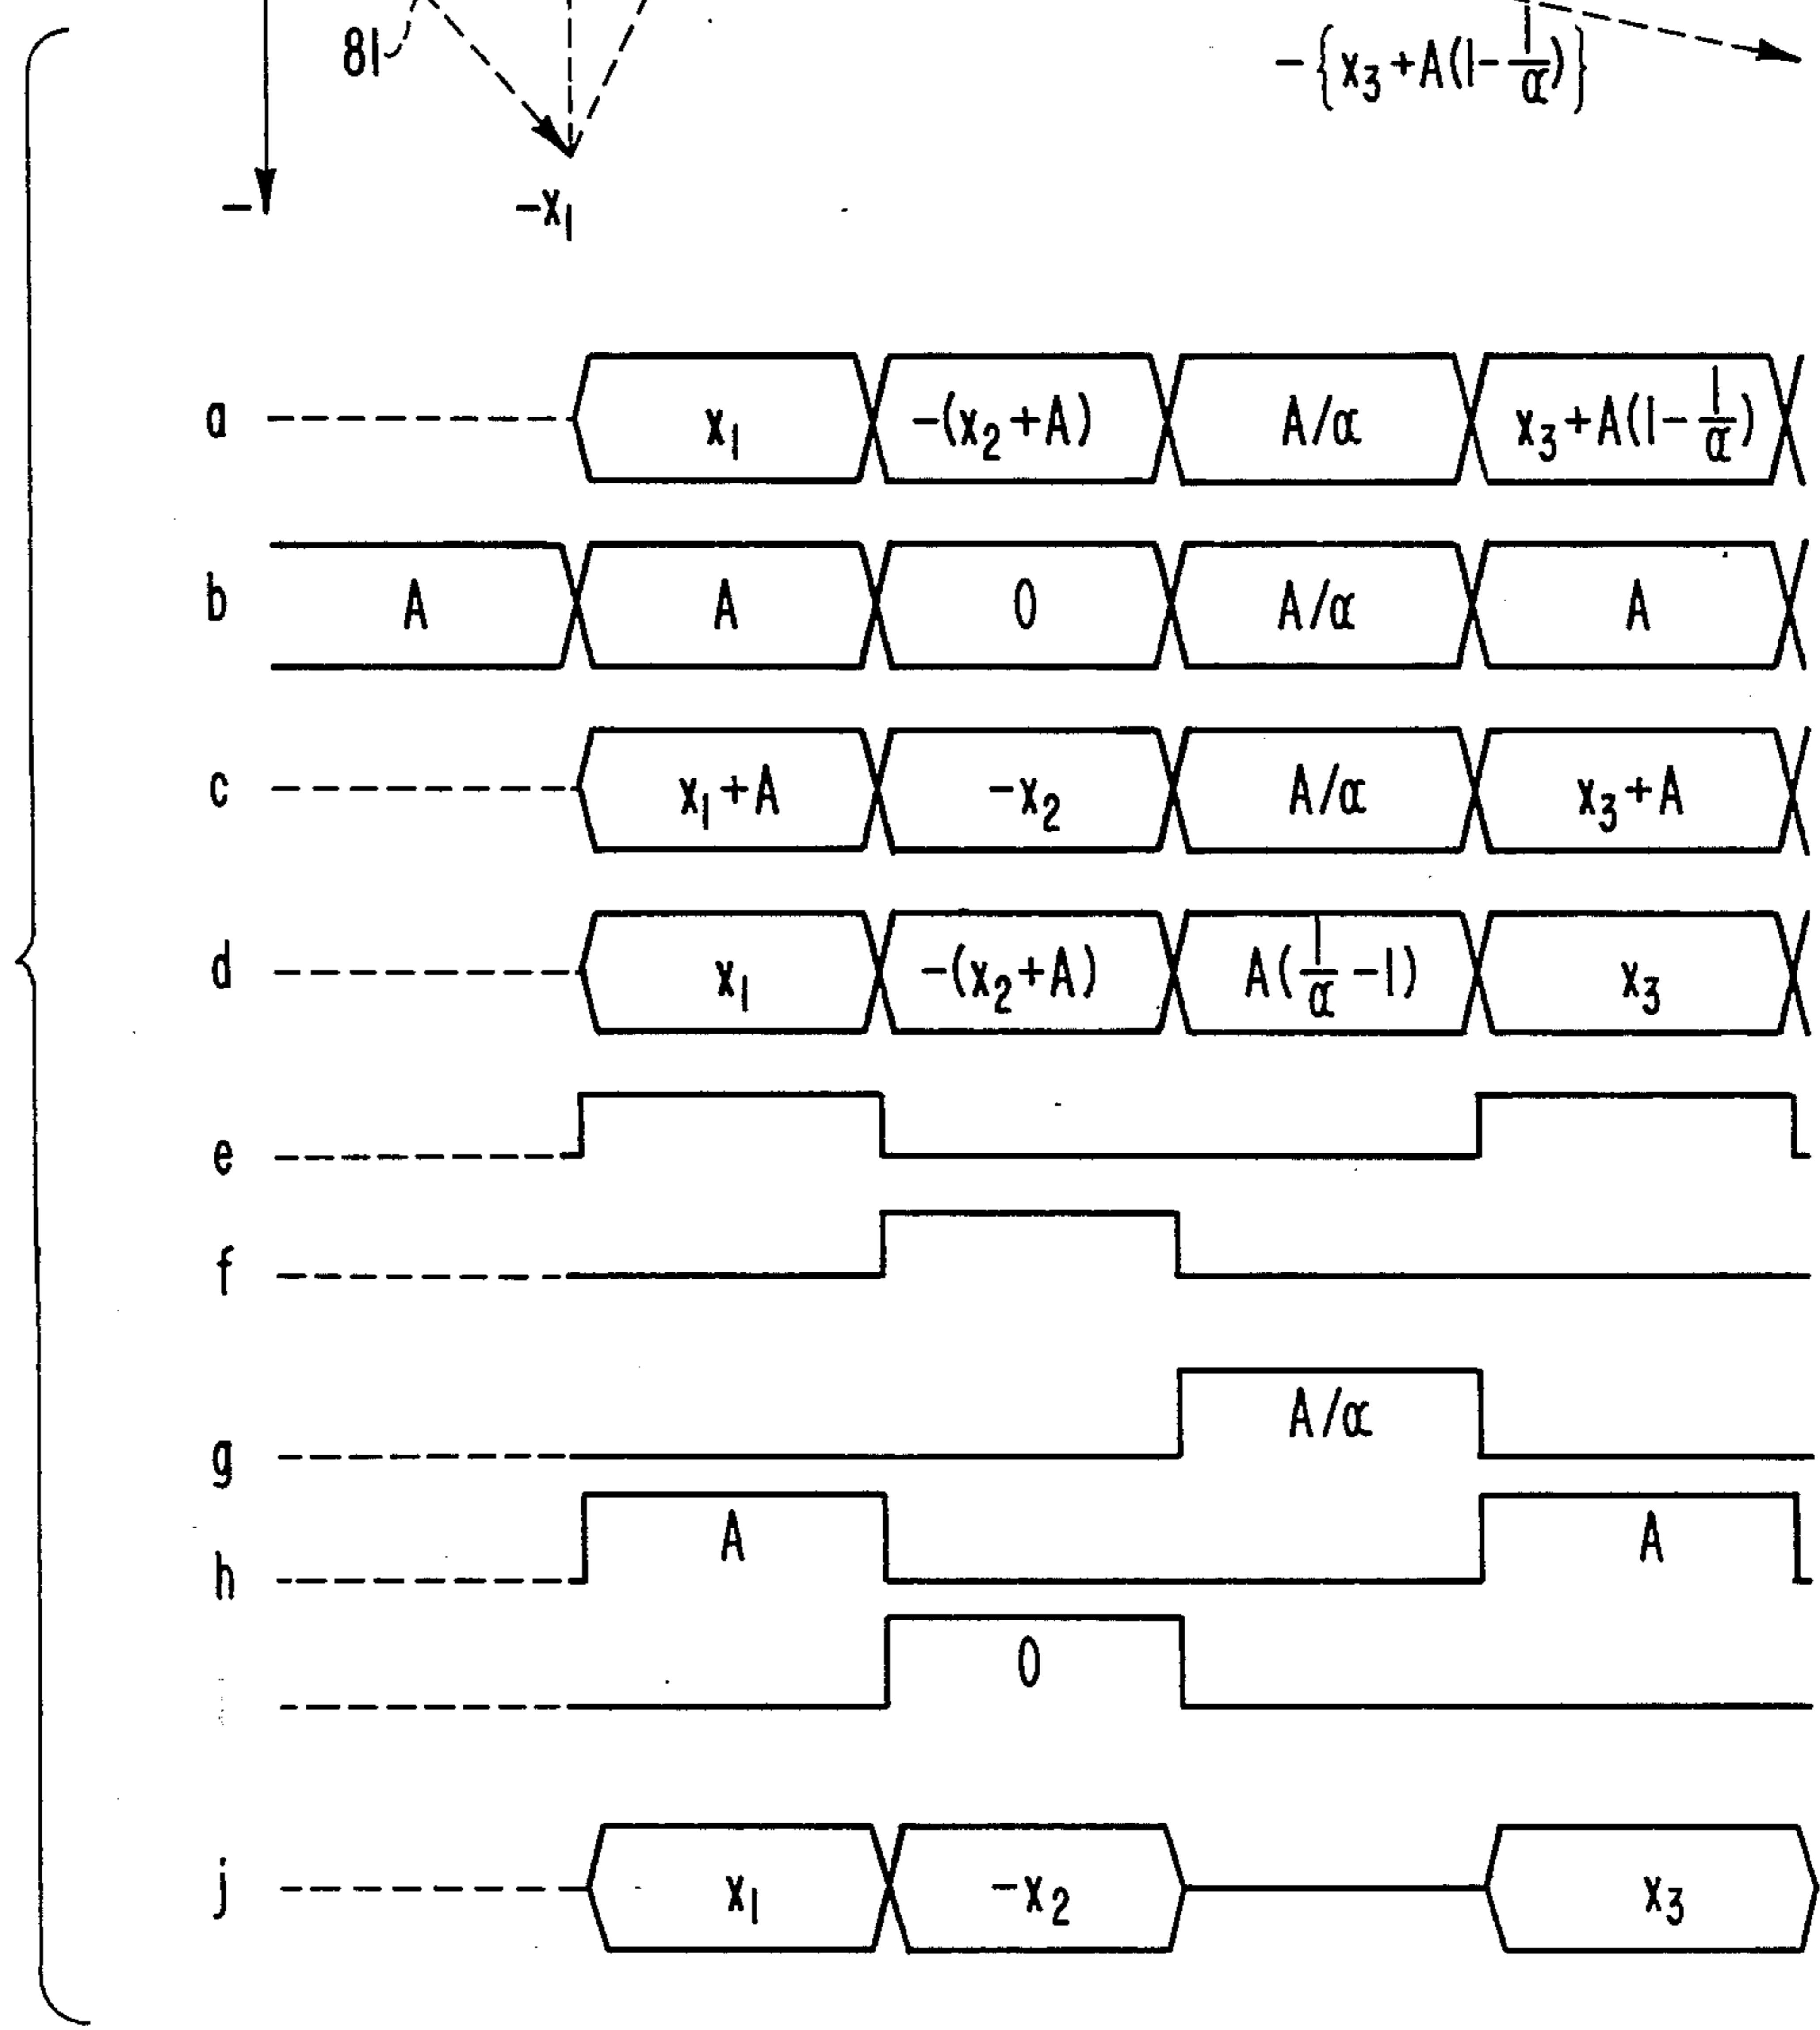 81
-{x₃+A(1-1/α)}
-
-x₁
a x₁ -(x₂+A) A/α x₃+A(1-1/α)
b A A 0 A/α A
c x₁+A -x₂ A/α x₃+A
d x₁ -(x₂+A) A(1/α-1) x₃
e
f
g A/α
h A A
0
j x₁ -x₂ x₃